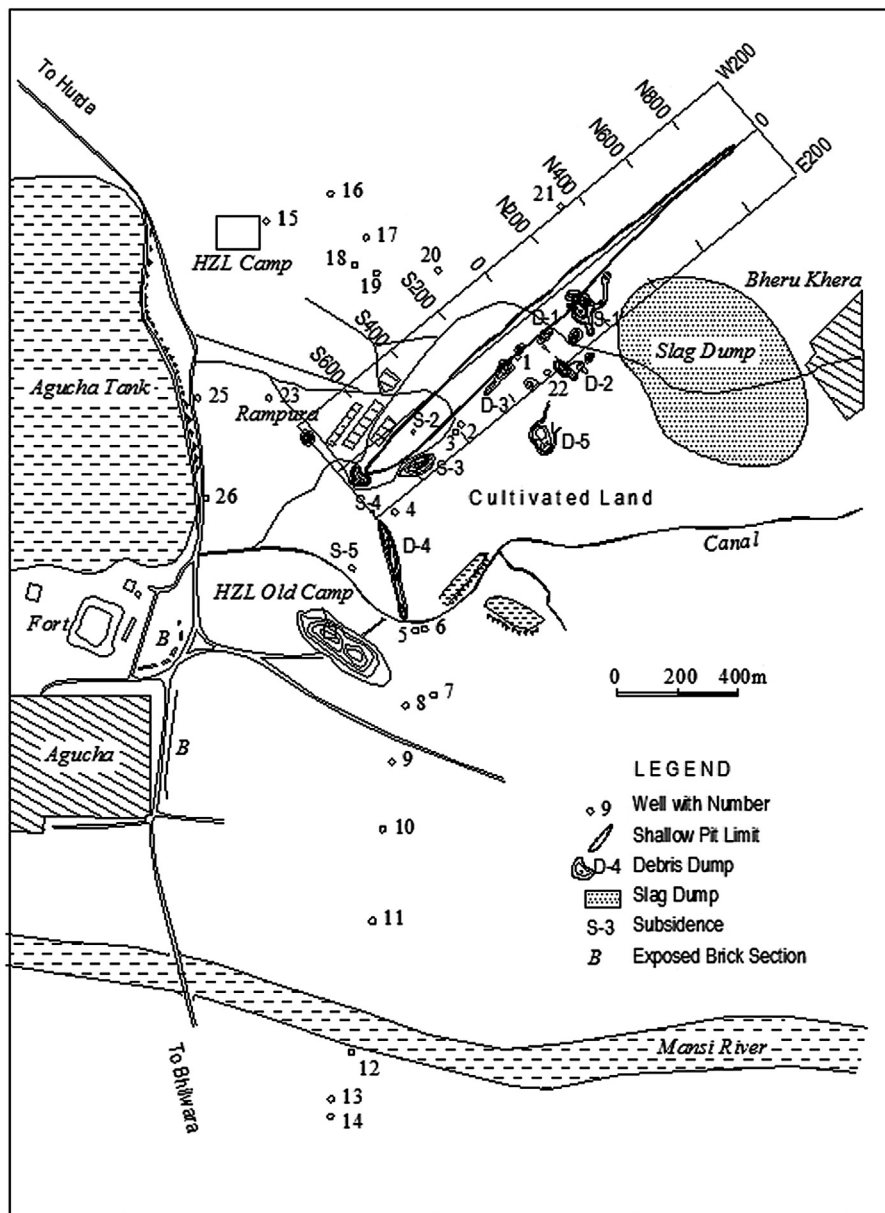 To Hurda
W200
N800
0
N600
E200
N400
21
16
N200
15
17
0
HZL Camp
18
20
19
S200
Bheru Khera
S400
D-1
S-1
Slag Dump
S600
1
Agucha Tank
D-2
25
23
22
Rampura
D-3
S-2
2
3
D-5
S-3
26
S-4
4
Cultivated Land
D-4
Canal
S-5
HZL Old Camp
Fort
B
5
6
0 200 400m
7
8
Agucha
B
9
LEGEND
9 Well with Number
10
Shallow Pit Limit
D-4 Debris Dump
Slag Dump
11
S-3 Subsidence
B Exposed Brick Section
Mansi River
12
To Bhilwara
13
14